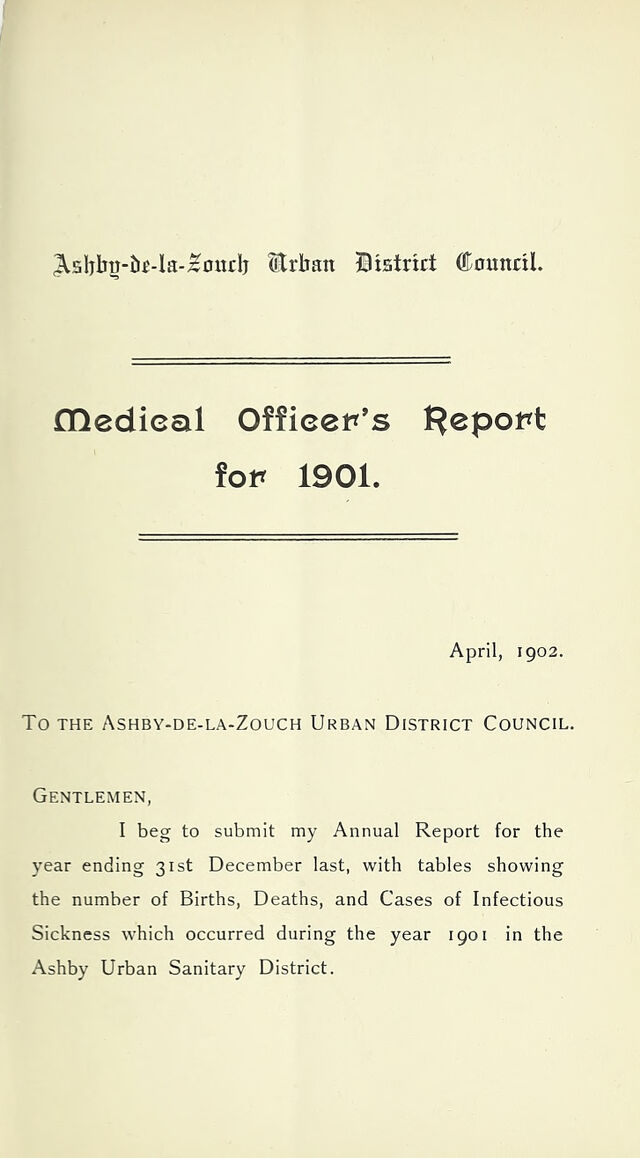 Ashby-de-la-Zouch Urban District Council.
Medical Officer's Report
for 1901.
April, 1902.
To the Ashby-de-la-Zouch Urban District Council.
Gentlemen,
I beg to submit my Annual Report for the
year ending 31st December last, with tables showing
the number of Births, Deaths, and Cases of Infectious
Sickness which occurred during the year 1901 in the
Ashby Urban Sanitary District.